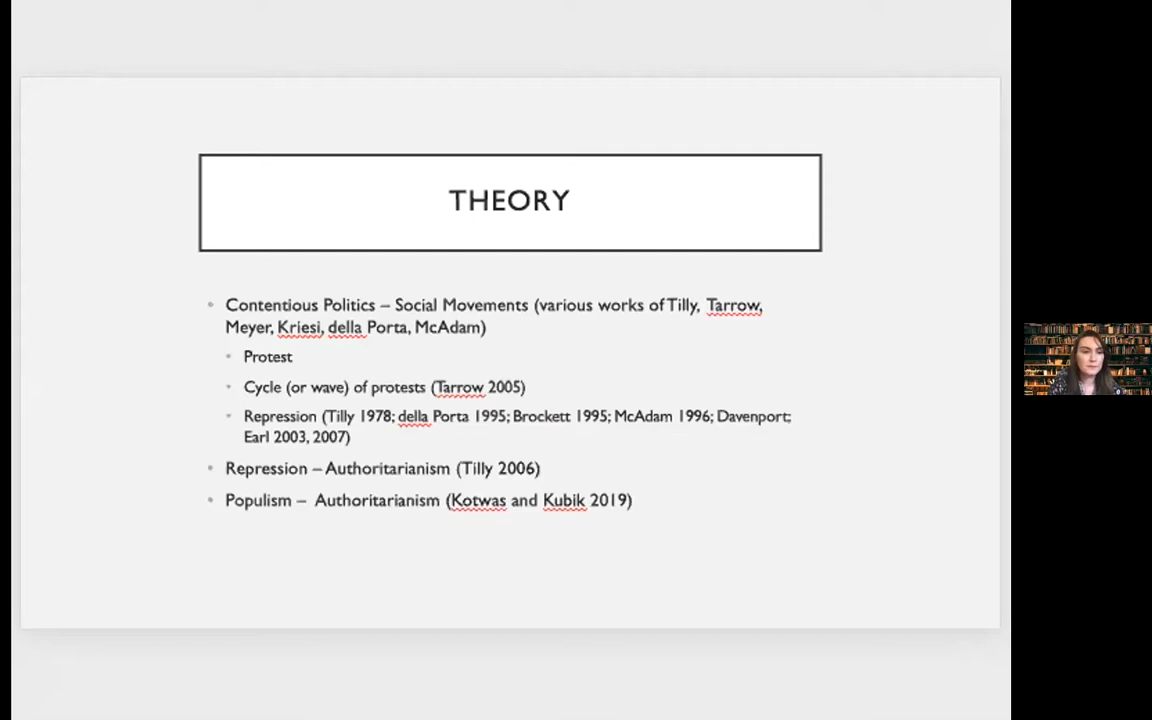 THEORY
• Contentious Politics – Social Movements (various works of Tilly, Tarrow,
Meyer, Kriesi, della Porta, McAdam)
• Protest
• Cycle (or wave) of protests (Tarrow 2005)
• Repression (Tilly 1978; della Porta 1995; Brockett 1995; McAdam 1996; Davenport;
Earl 2003, 2007)
• Repression – Authoritarianism (Tilly 2006)
• Populism – Authoritarianism (Kotwas and Kubik 2019)